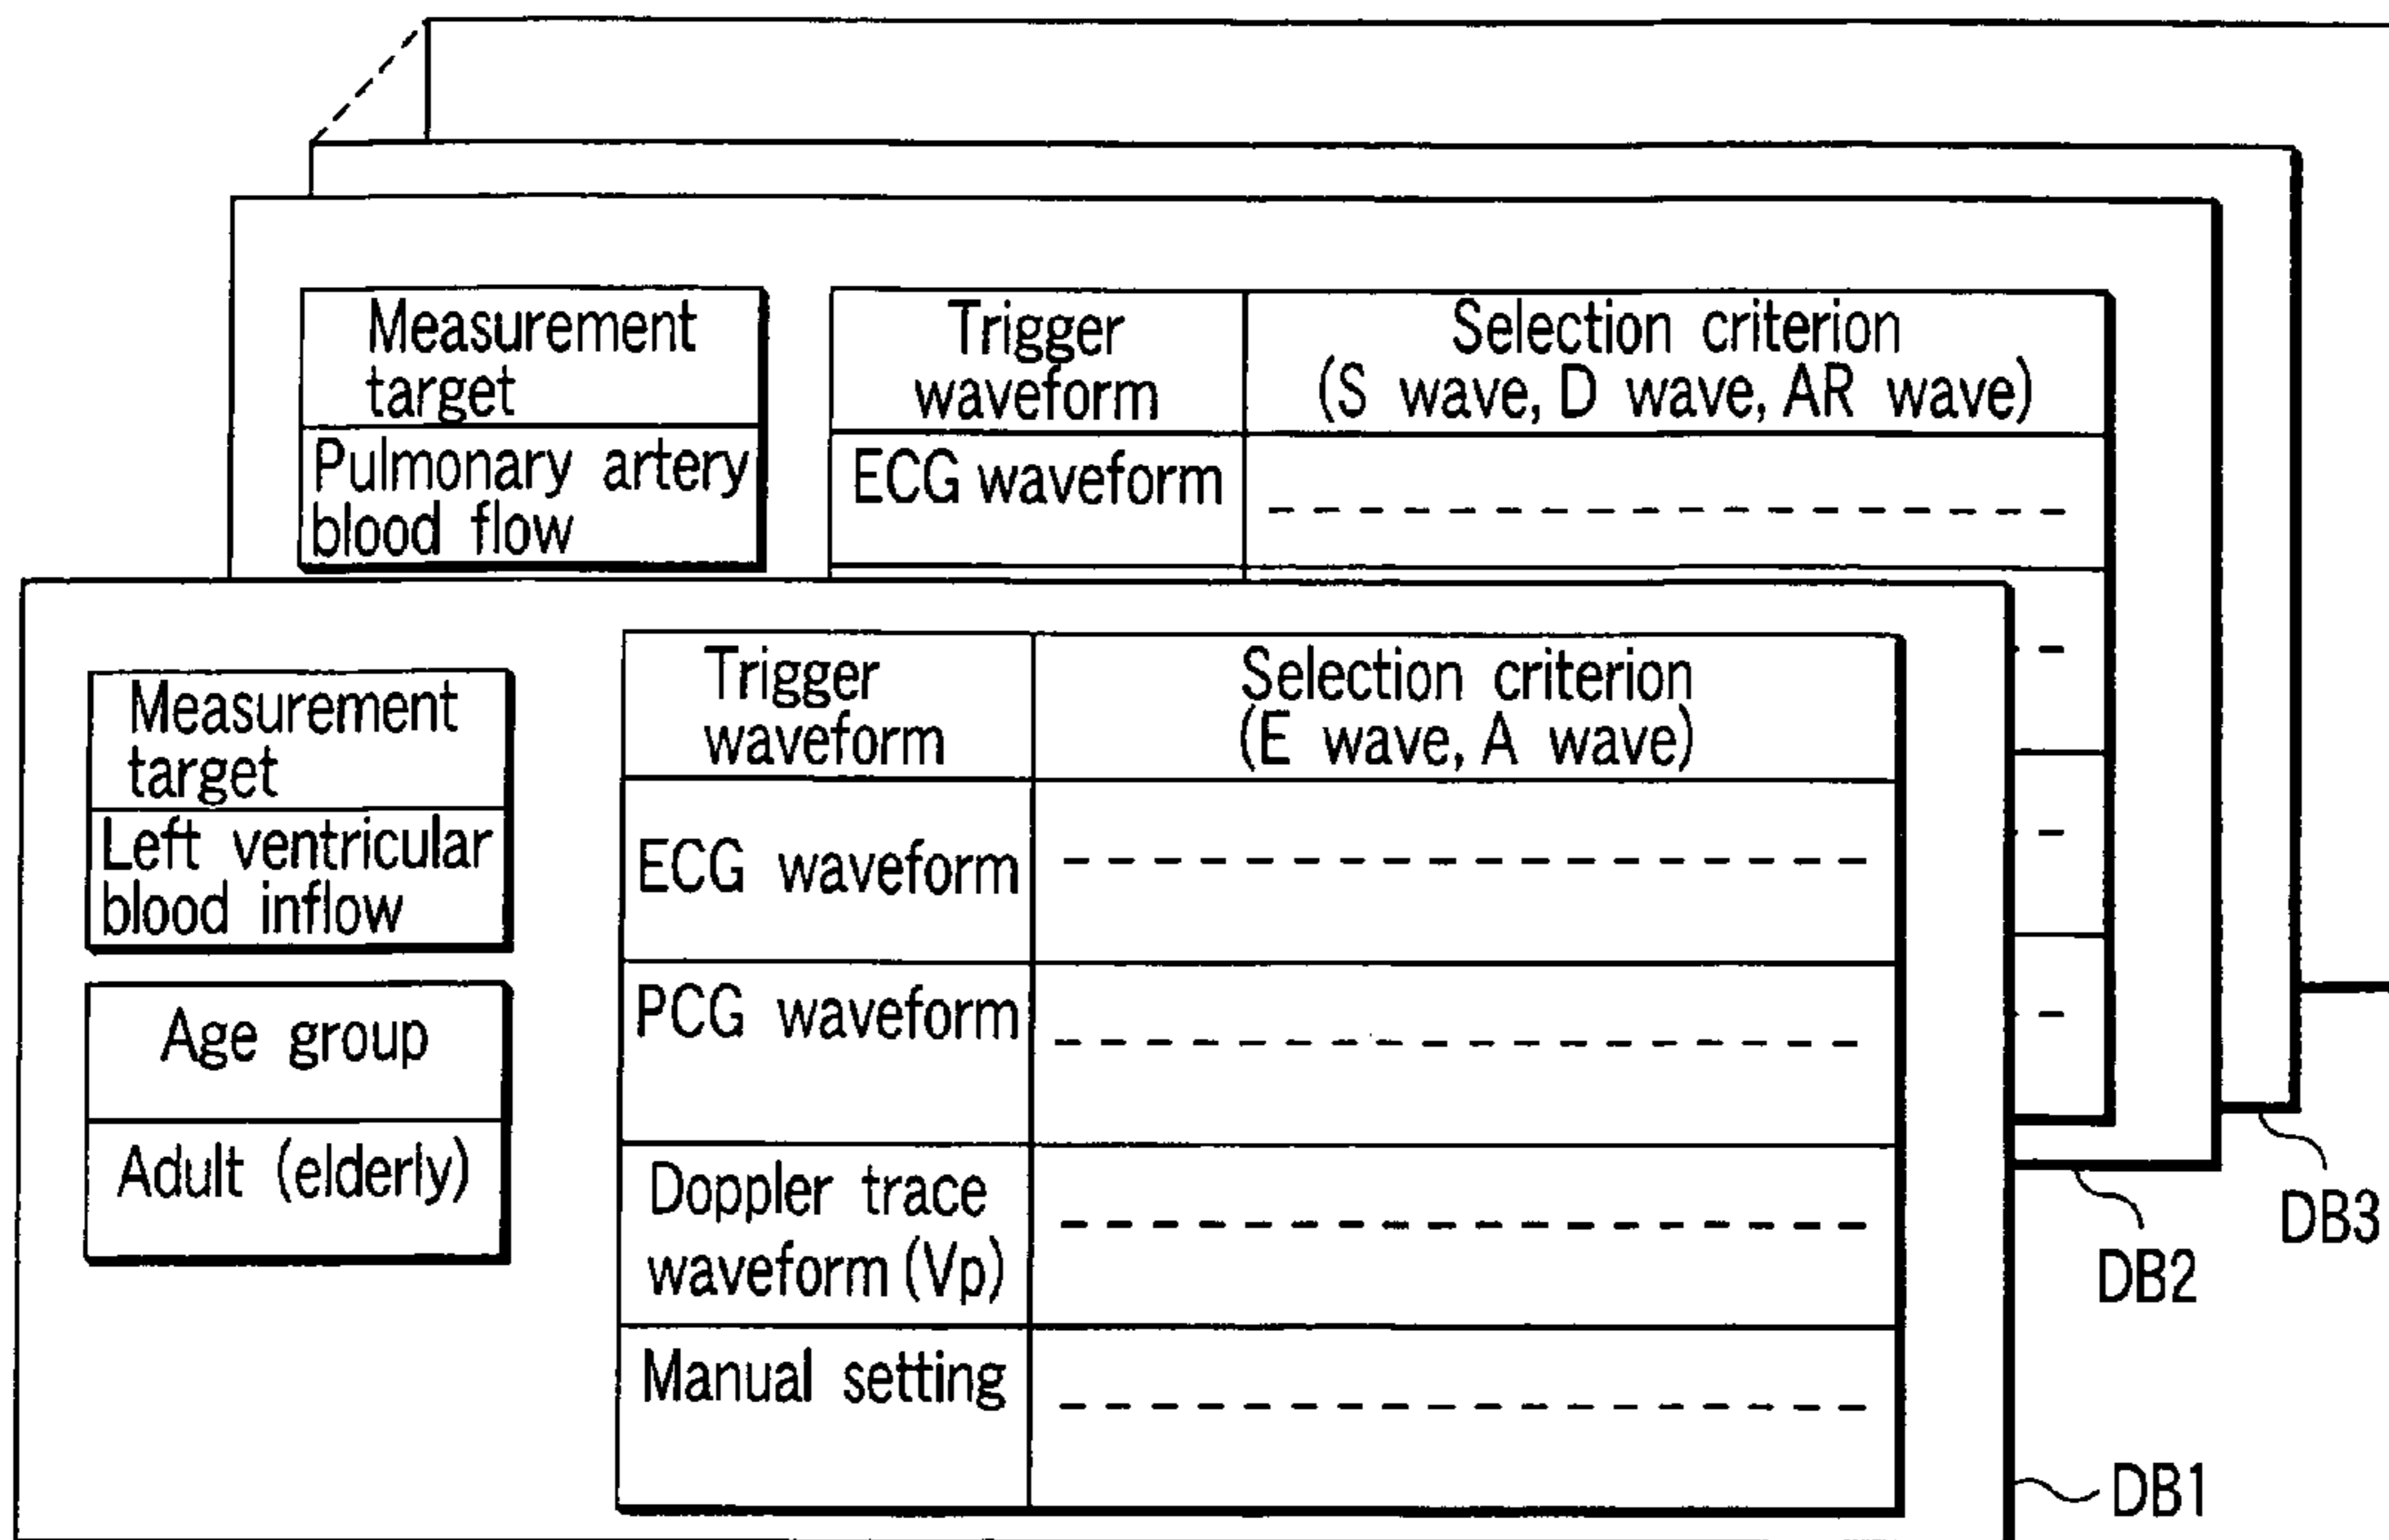 Measurement
target
Pulmonary artery
blood flow
Trigger
waveform
Selection criterion
(S wave, D wave, AR wave)
ECG waveform
Measurement
target
Left ventricular
blood inflow
Age group
Adult (elderly)
Trigger
waveform
Selection criterion
(E wave, A wave)
ECG waveform
PCG waveform
Doppler trace
waveform (Vp)
Manual setting
DB3
DB2
DB1